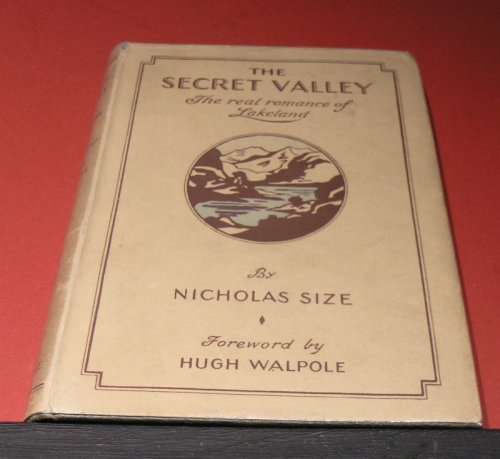 THE
SECRET VALLEY
The real romance of
Lakeland
By
NICHOLAS SIZE
Foreword by
HUGH WALPOLE